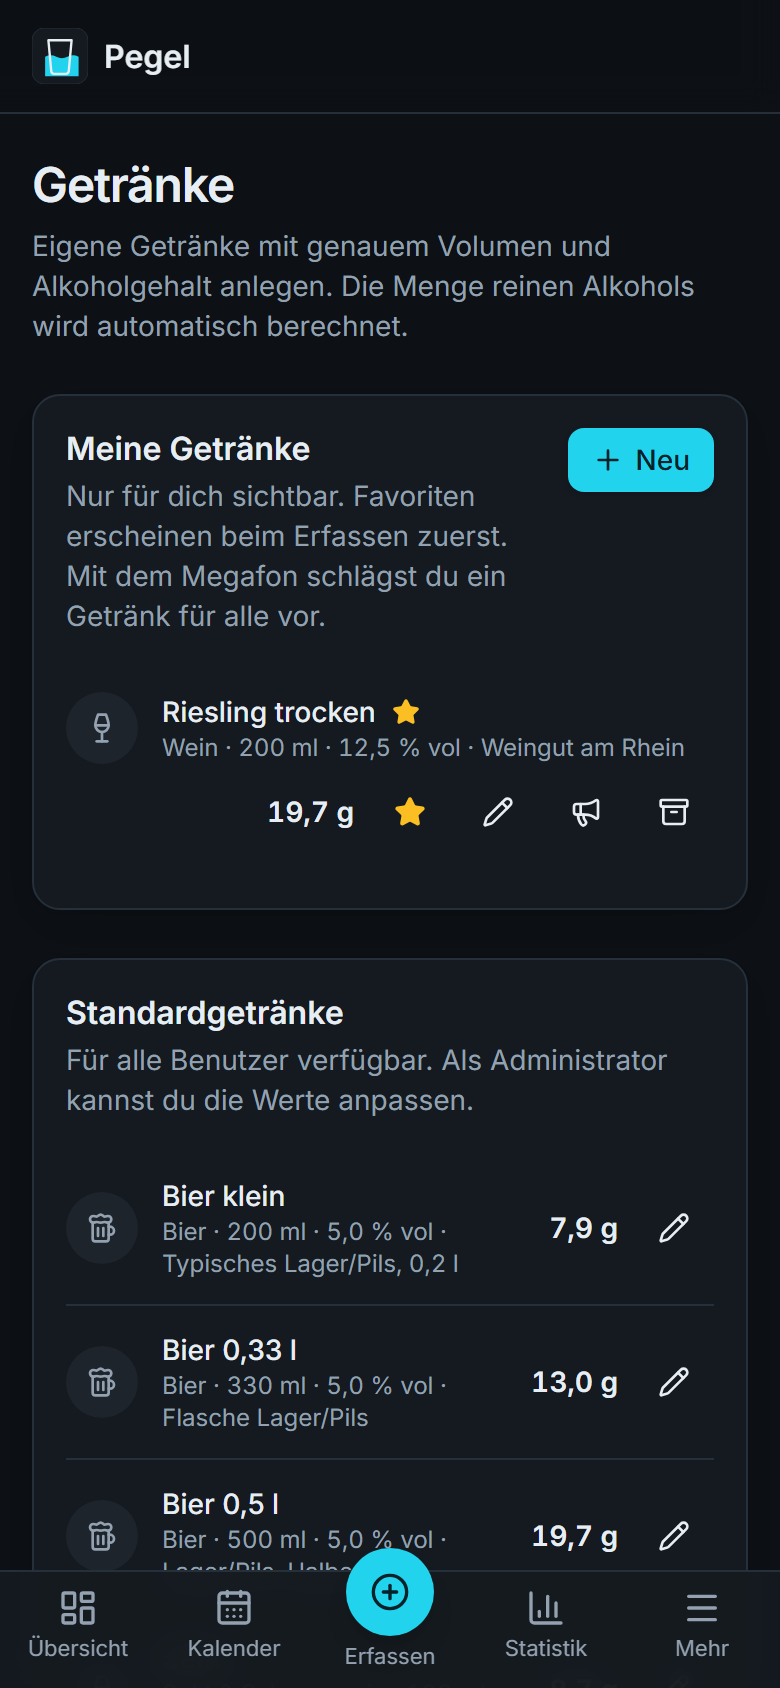 Pegel
Getränke
Eigene Getränke mit genauem Volumen und
Alkoholgehalt anlegen. Die Menge reinen Alkohols
wird automatisch berechnet.
Meine Getränke
Neu
Nur für dich sichtbar. Favoriten
erscheinen beim Erfassen zuerst.
Mit dem Megafon schlägst du ein
Getränk für alle vor.
Riesling trocken
Wein · 200 ml · 12,5 % vol · Weingut am Rhein
19,7 g
Standardgetränke
Für alle Benutzer verfügbar. Als Administrator
kannst du die Werte anpassen.
Bier klein
Bier · 200 ml · 5,0 % vol ·
Typisches Lager/Pils, 0,2 l
7,9 g
Bier 0,33 l
Bier · 330 ml · 5,0 % vol ·
Flasche Lager/Pils
13,0 g
Bier 0,5 l
Bier · 500 ml · 5,0 % vol ·
19,7 g
Übersicht
Kalender
Erfassen
Statistik
Mehr